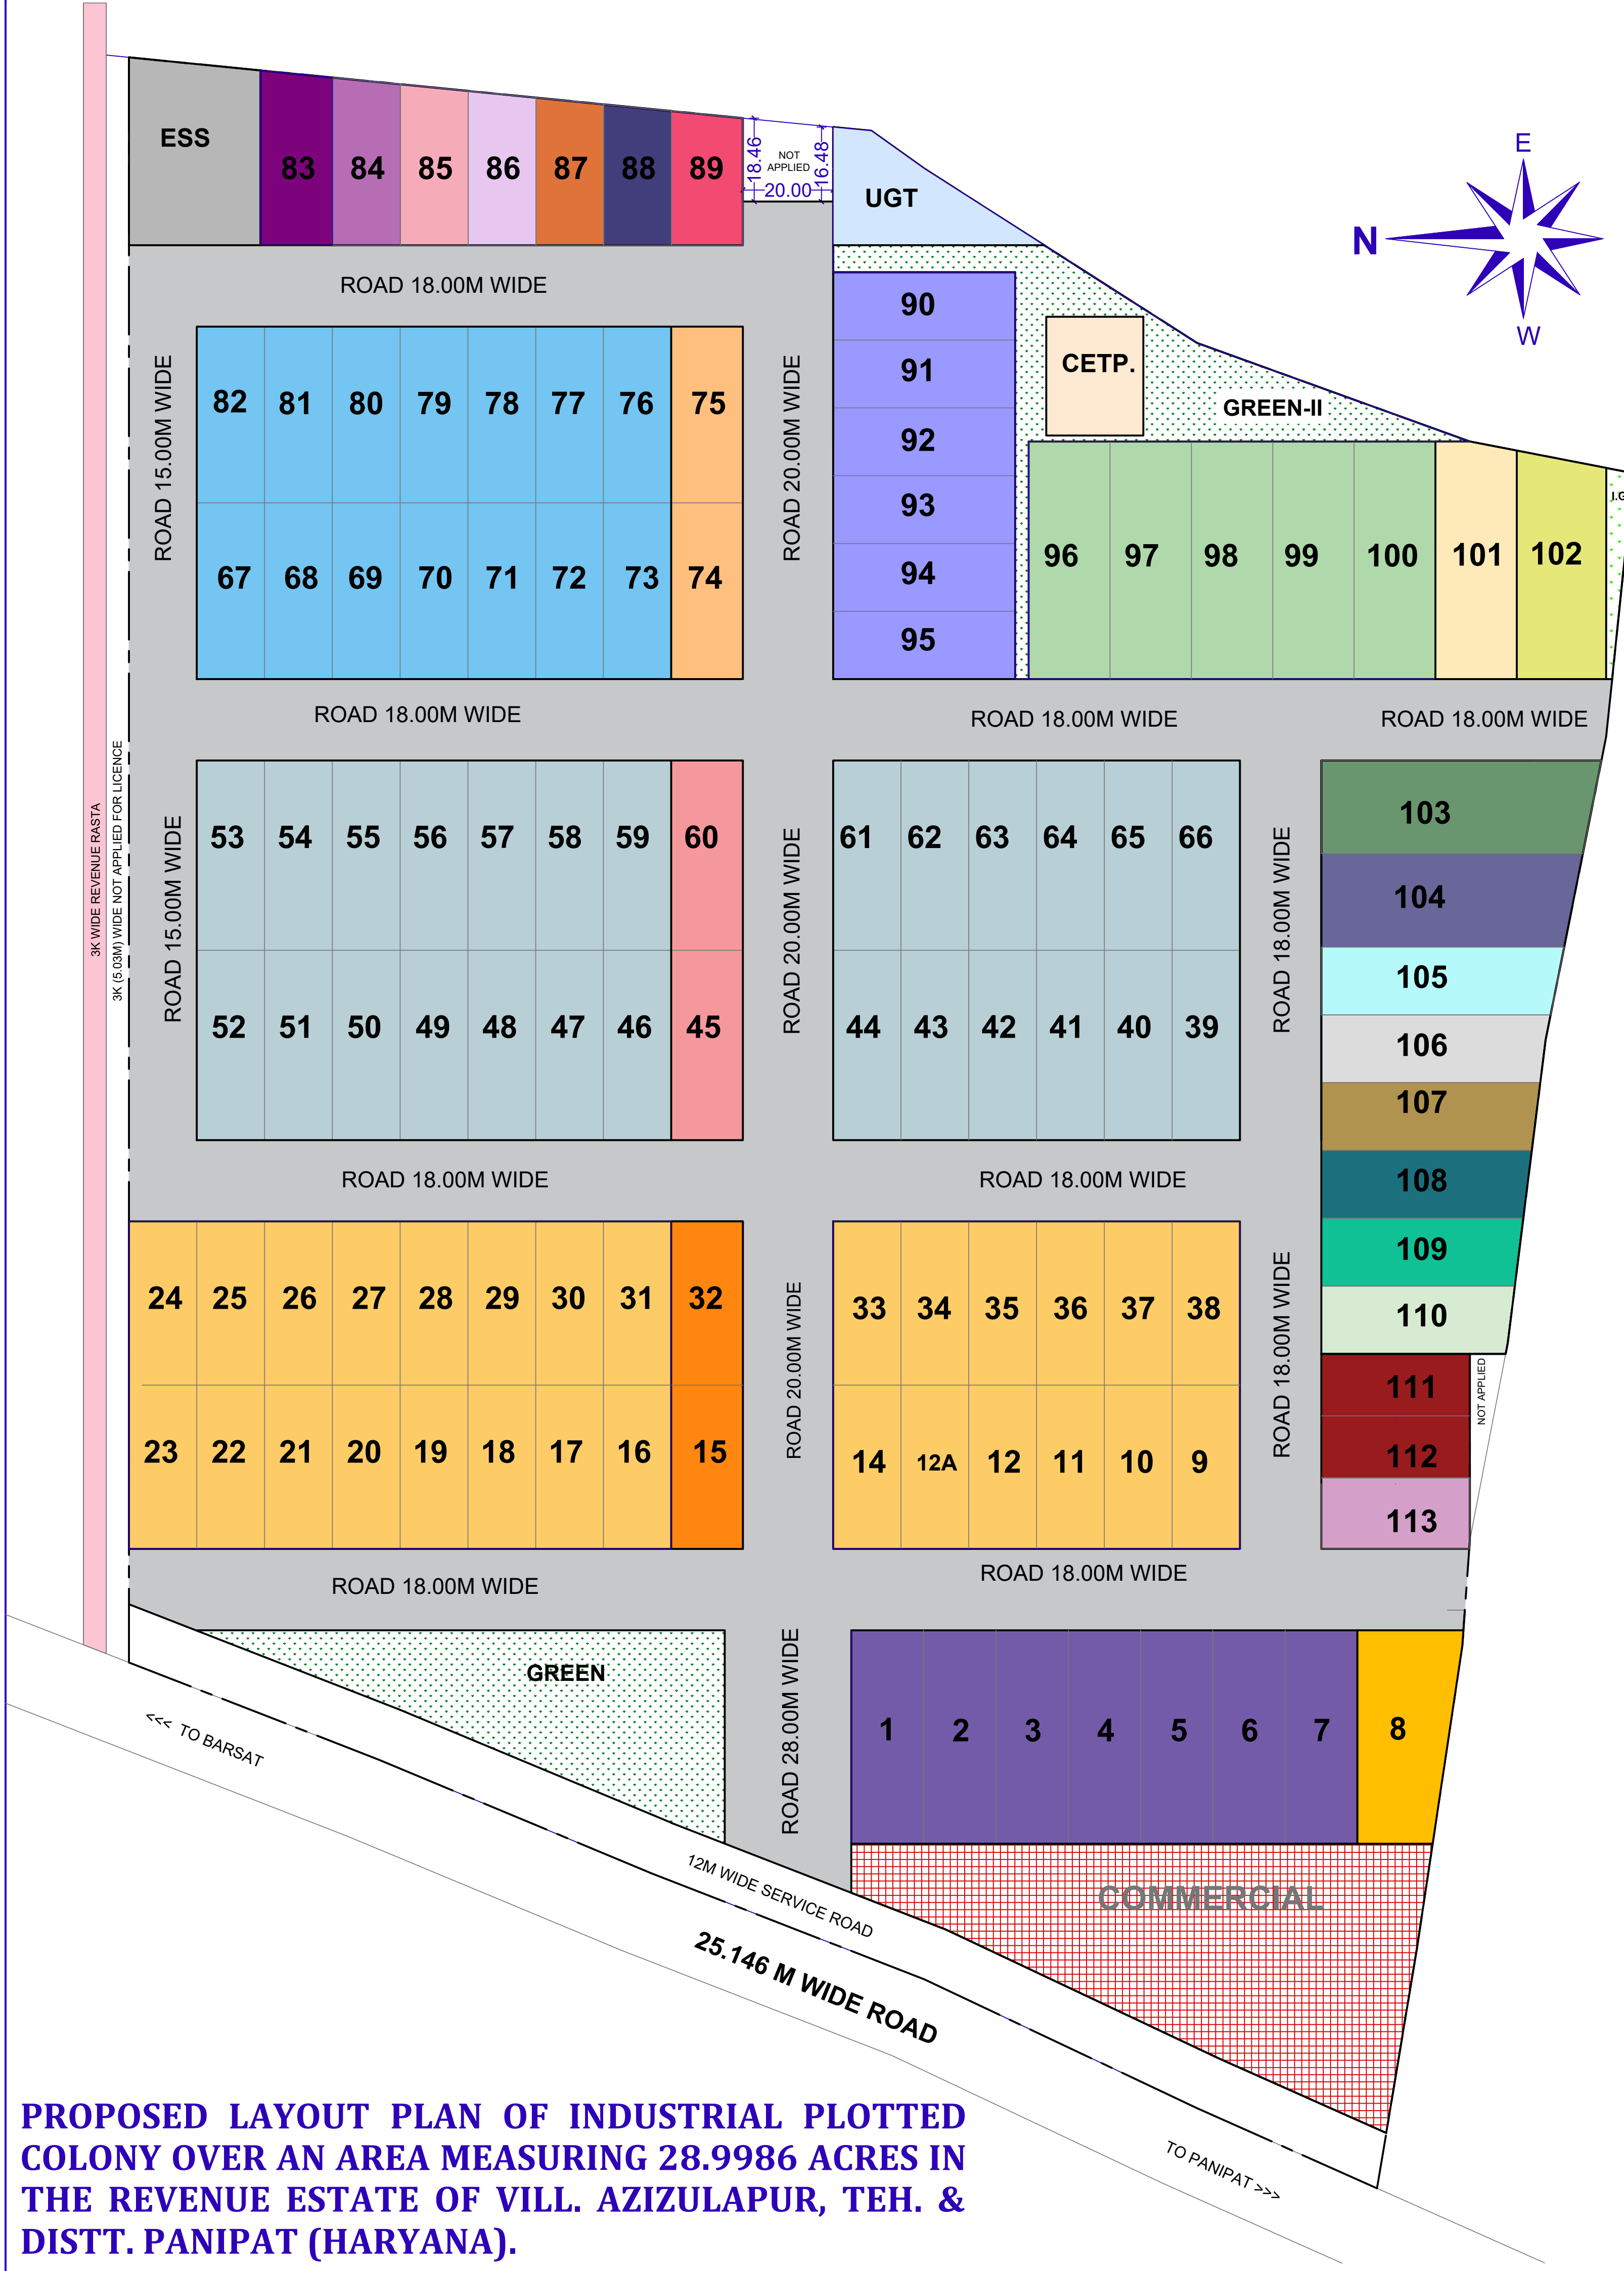 E
N
W
ESS
83 84 85 86 87 88 89
18.46
NOT
APPLIED
16.48
20.00
UGT
ROAD 18.00M WIDE
90
91
92
93
94
95
CETP.
GREEN-II
ROAD 15.00M WIDE
82 81 80 79 78 77 76 75
67 68 69 70 71 72 73 74
ROAD 20.00M WIDE
96 97 98 99 100 101 102
I.G
ROAD 18.00M WIDE
ROAD 18.00M WIDE
ROAD 18.00M WIDE
3K WIDE REVENUE RASTA
3K (5.03M) WIDE NOT APPLIED FOR LICENCE
ROAD 15.00M WIDE
53 54 55 56 57 58 59 60
52 51 50 49 48 47 46 45
ROAD 20.00M WIDE
61 62 63 64 65 66
44 43 42 41 40 39
ROAD 18.00M WIDE
103
104
105
106
107
108
109
110
111
112
113
NOT APPLIED
ROAD 18.00M WIDE
ROAD 18.00M WIDE
24 25 26 27 28 29 30 31 32
23 22 21 20 19 18 17 16 15
ROAD 20.00M WIDE
33 34 35 36 37 38
14 12A 12 11 10 9
ROAD 18.00M WIDE
ROAD 18.00M WIDE
ROAD 18.00M WIDE
GREEN
ROAD 28.00M WIDE
1 2 3 4 5 6 7 8
COMMERCIAL
<<< TO BARSAT
12M WIDE SERVICE ROAD
25.146 M WIDE ROAD
TO PANIPAT >>>
PROPOSED LAYOUT PLAN OF INDUSTRIAL PLOTTED
COLONY OVER AN AREA MEASURING 28.9986 ACRES IN
THE REVENUE ESTATE OF VILL. AZIZULAPUR, TEH. &
DISTT. PANIPAT (HARYANA).